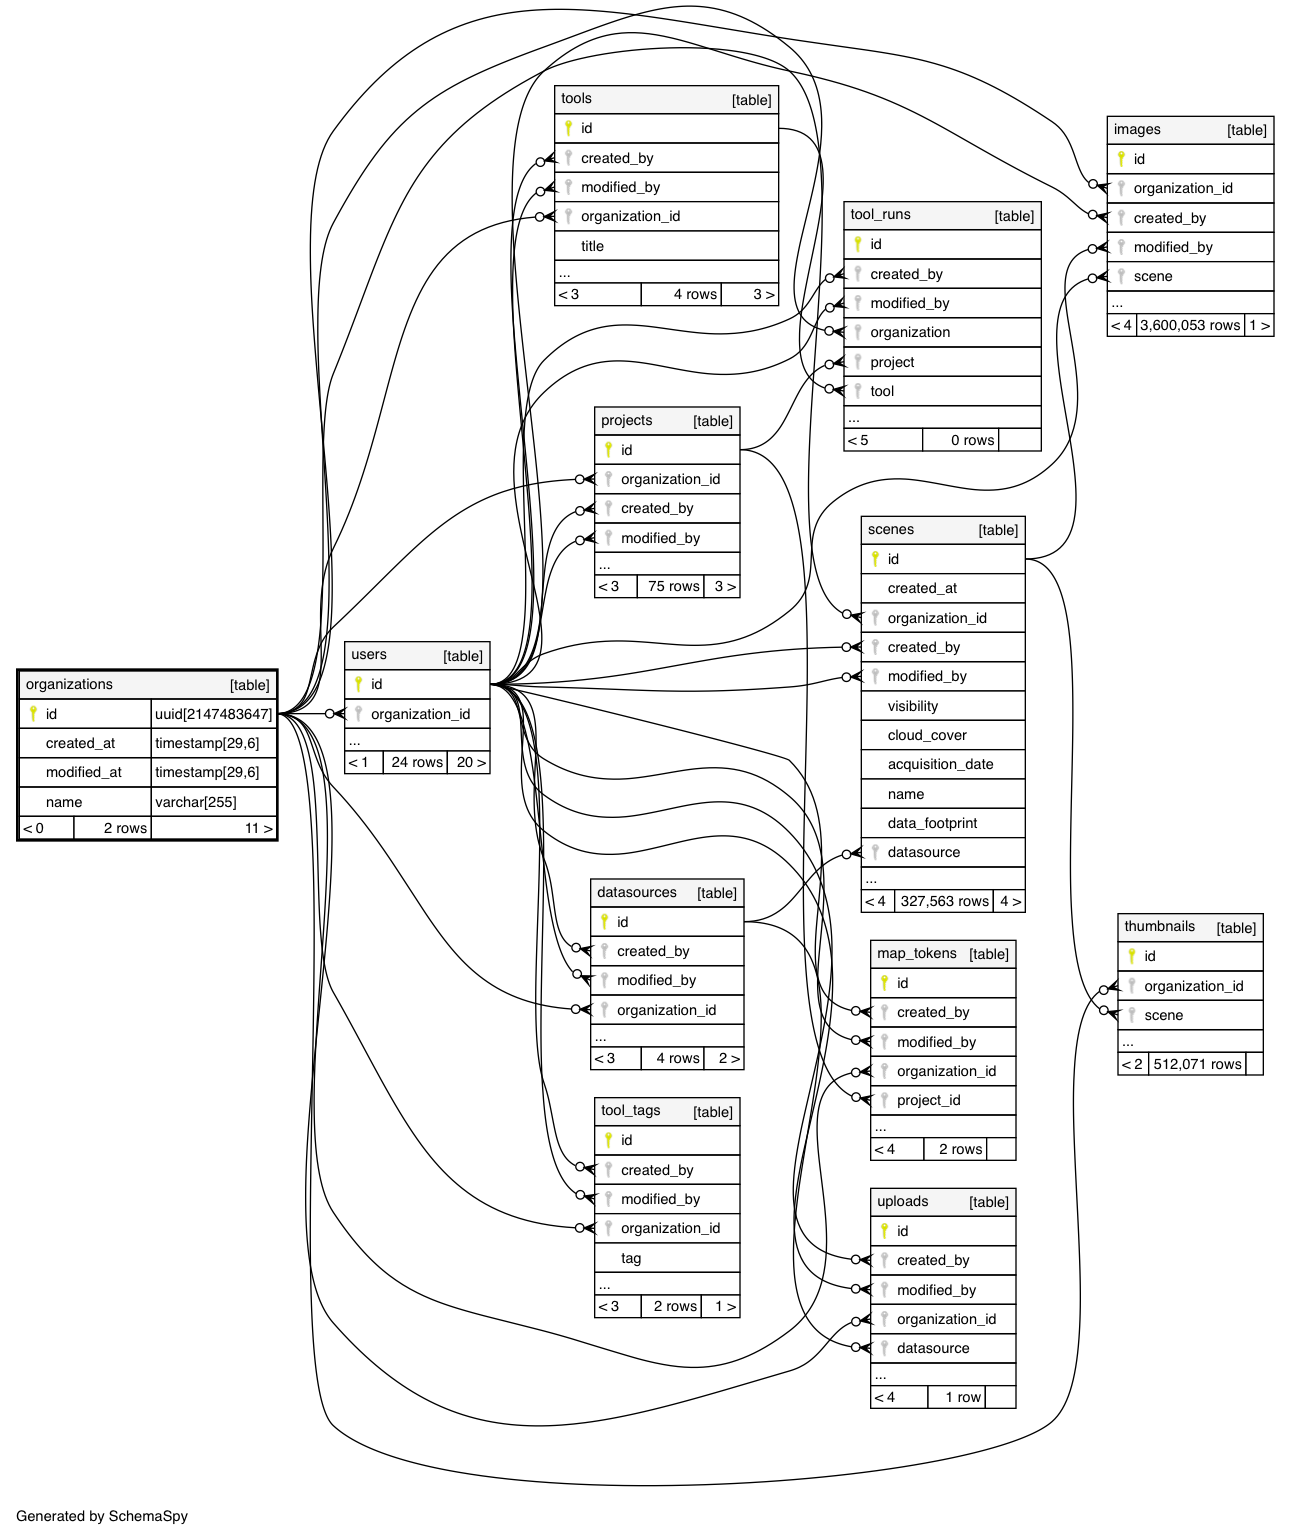 tools [table]
id
created_by
modified_by
organization_id
title
...
< 3 4 rows 3 >
images [table]
id
organization_id
created_by
modified_by
scene
...
< 4 3,600,053 rows 1 >
tool_runs [table]
id
created_by
modified_by
organization
project
tool
...
< 5 0 rows
projects [table]
id
organization_id
created_by
modified_by
...
< 3 75 rows 3 >
scenes [table]
id
created_at
organization_id
created_by
modified_by
visibility
cloud_cover
acquisition_date
name
data_footprint
datasource
...
< 4 327,563 rows 4 >
users [table]
id
organization_id
...
< 1 24 rows 20 >
organizations [table]
id uuid[2147483647]
created_at timestamp[29,6]
modified_at timestamp[29,6]
name varchar[255]
< 0 2 rows 11 >
datasources [table]
id
created_by
modified_by
organization_id
...
< 3 4 rows 2 >
thumbnails [table]
id
organization_id
scene
...
< 2 512,071 rows
map_tokens [table]
id
created_by
modified_by
organization_id
project_id
...
< 4 2 rows
tool_tags [table]
id
created_by
modified_by
organization_id
tag
...
< 3 2 rows 1 >
uploads [table]
id
created_by
modified_by
organization_id
datasource
...
< 4 1 row
Generated by SchemaSpy